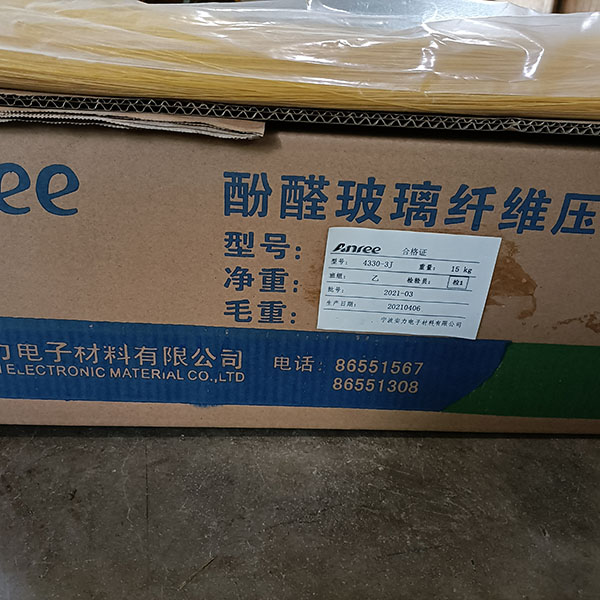 ee
酚醛玻璃纤维压
型号:
净重:
毛重:
Anree 合格证
型号: 4330-3J 重量: 15 kg
班组: 乙 检验员: 检1
批号: 2021-03
生产日期: 20210406
宁波安力电子材料有限公司
力电子材料有限公司
ELECTRONIC MATERIAL CO.,LTD
电话: 86551567
86551308